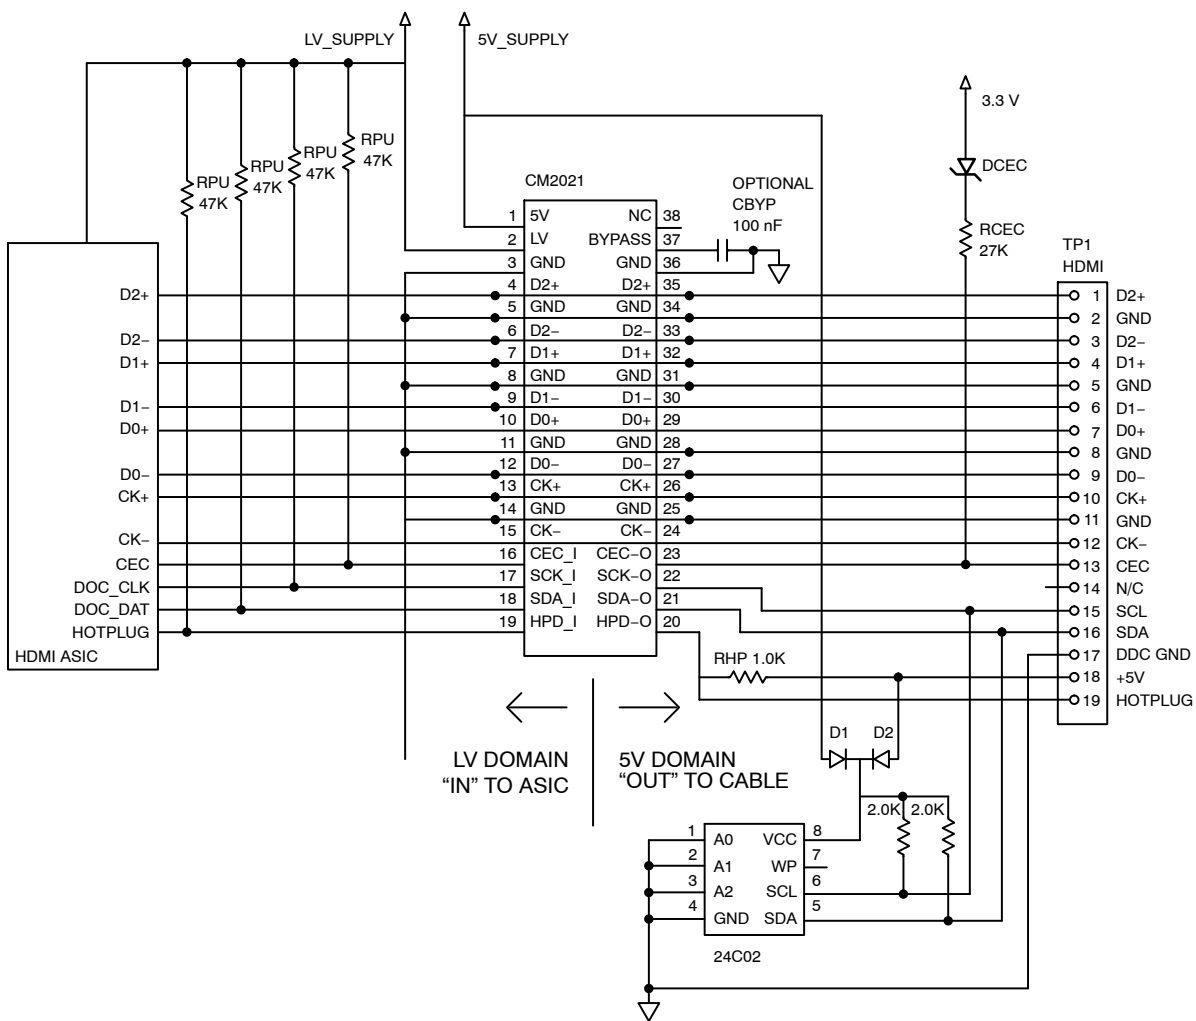 LV_SUPPLY
5V_SUPPLY
3.3 V
RPU
47K
RPU
47K
RPU
47K
RPU
47K
DCEC
RCEC
27K
CM2021
OPTIONAL
CBYP
100 nF
TP1
HDMI
1 5V NC 38
2 LV BYPASS 37
3 GND GND 36
4 D2+ D2+ 35
5 GND GND 34
6 D2− D2− 33
7 D1+ D1+ 32
8 GND GND 31
9 D1− D1− 30
10 D0+ D0+ 29
11 GND GND 28
12 D0− D0− 27
13 CK+ CK+ 26
14 GND GND 25
15 CK− CK− 24
16 CEC_I CEC−O 23
17 SCK_I SCK−O 22
18 SDA_I SDA−O 21
19 HPD_I HPD−O 20
D2+
D2−
D1+
D1−
D0+
D0−
CK+
CK−
CEC
DOC_CLK
DOC_DAT
HOTPLUG
HDMI ASIC
1 D2+
2 GND
3 D2−
4 D1+
5 GND
6 D1−
7 D0+
8 GND
9 D0−
10 CK+
11 GND
12 CK−
13 CEC
14 N/C
15 SCL
16 SDA
17 DDC GND
18 +5V
19 HOTPLUG
RHP 1.0K
LV DOMAIN
“IN” TO ASIC
5V DOMAIN
“OUT” TO CABLE
D1 D2
2.0K 2.0K
1 A0 VCC 8
2 A1 WP 7
3 A2 SCL 6
4 GND SDA 5
24C02